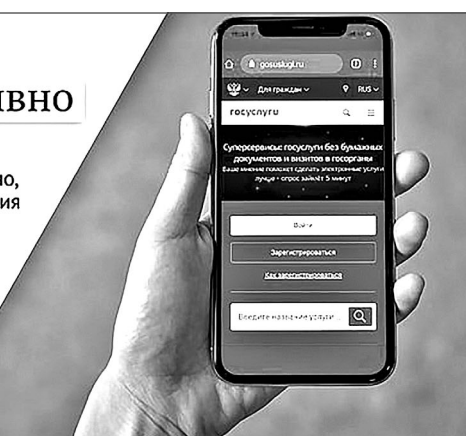 ивно
но,
ия
gosuslugi.ru
Для граждан
RUS
госуслуги
Суперсервисы: госуслуги без бумажных
документов и визитов в госорганы
Ваше мнение поможет сделать электронные услуги
лучше - опрос займёт 5 минут
Войти
Зарегистрироваться
Как зарегистрироваться
Введите название услуги...